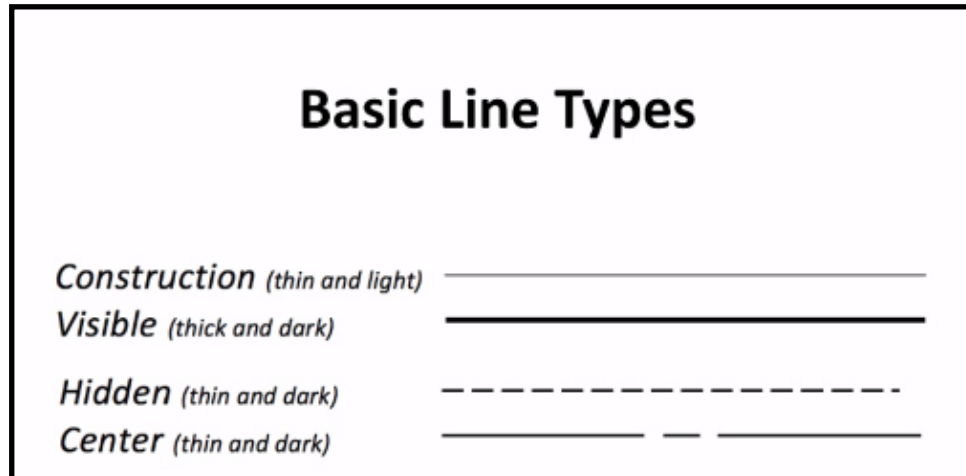 Basic Line Types
Construction (thin and light)
Visible (thick and dark)
Hidden (thin and dark)
Center (thin and dark)